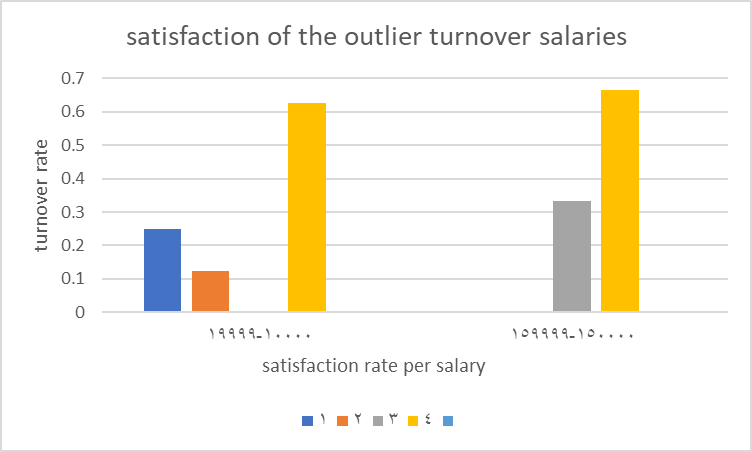 satisfaction of the outlier turnover salaries
turnover rate
0.7
0.6
0.5
0.4
0.3
0.2
0.1
0
١٩٩٩٩-١٠٠٠٠ ١٥٩٩٩٩-١٥٠٠٠٠
satisfaction rate per salary
١ ٢ ٣ ٤